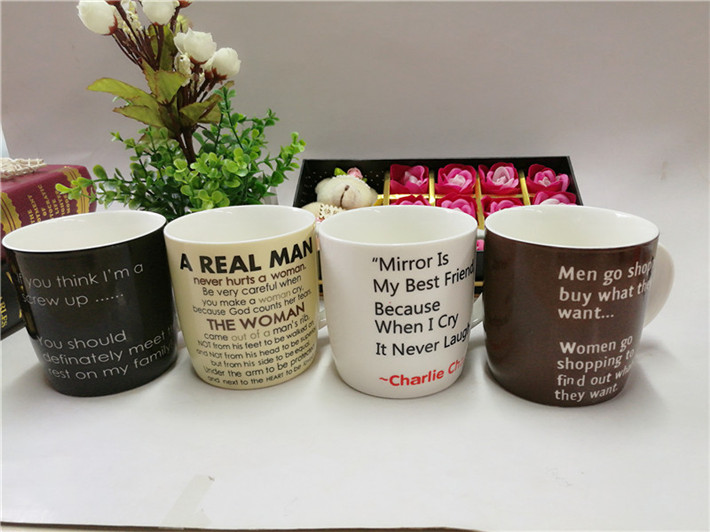 you think I'm a
screw up ......
You should
definately meet
rest on my family
A REAL MAN
never hurts a woman.
Be very careful when
you make a woman cry,
because God counts her tears.
THE WOMAN
came out of a man's rib.
NOT from his feet to be walked on
and NOT from his head to be
but from his side to be equal
under the arm to be protected
and next to the HEART to be
"Mirror Is
My Best Friend
Because
When I Cry
It Never Laugh
~Charlie Ch
Men go shop
buy what the
want...
Women go
shopping to
find out wha
they want.